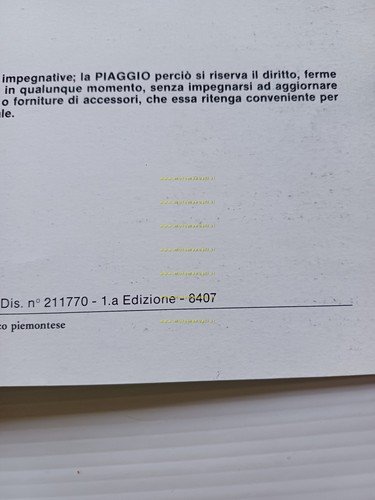 impegnative; la PIAGGIO perciò si riserva il diritto, ferme
in qualunque momento, senza impegnarsi ad aggiornare
o forniture di accessori, che essa ritenga conveniente per
le.
Dis. n° 211770 - 1.a Edizione - 8407
co piemontese